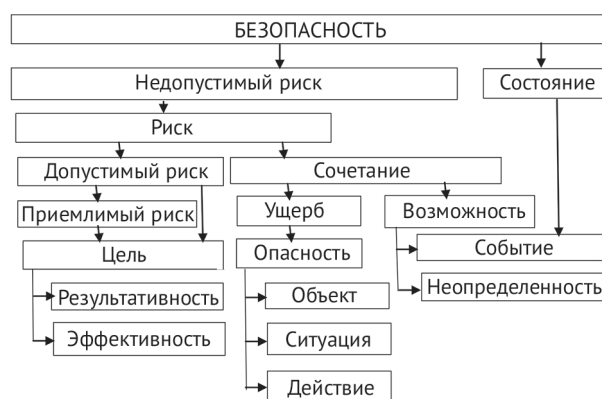 БЕЗОПАСНОСТЬ
Недопустимый риск
Состояние
Риск
Допустимый риск
Сочетание
Приемлимый риск
Ущерб
Возможность
Цель
Опасность
Событие
Результативность
Объект
Неопределенность
Эффективность
Ситуация
Действие